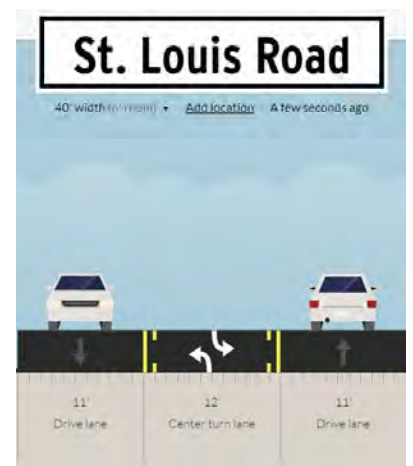 St. Louis Road
40' width Add location A few seconds ago
11' 12' 11'
Drive lane Center turn lane Drive lane